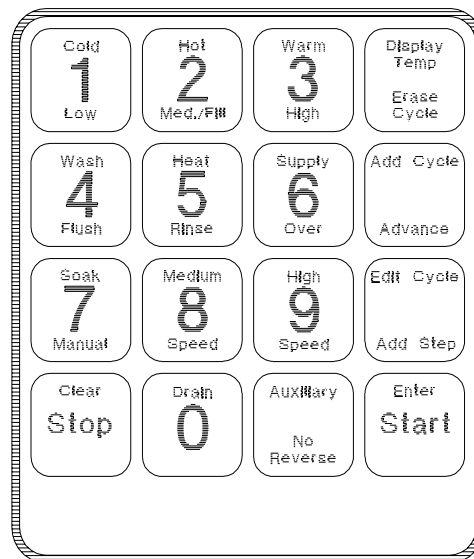 Cold
1
Low
Hot
2
Med./Fill
Warm
3
High
Display
Temp
Erase
Cycle
Wash
4
Flush
Heat
5
Rinse
Supply
6
Over
Add Cycle
Advance
Soak
7
Manual
Medium
8
Speed
High
9
Speed
Edit Cycle
Add Step
Clear
Stop
Drain
0
Auxiliary
No
Reverse
Enter
Start